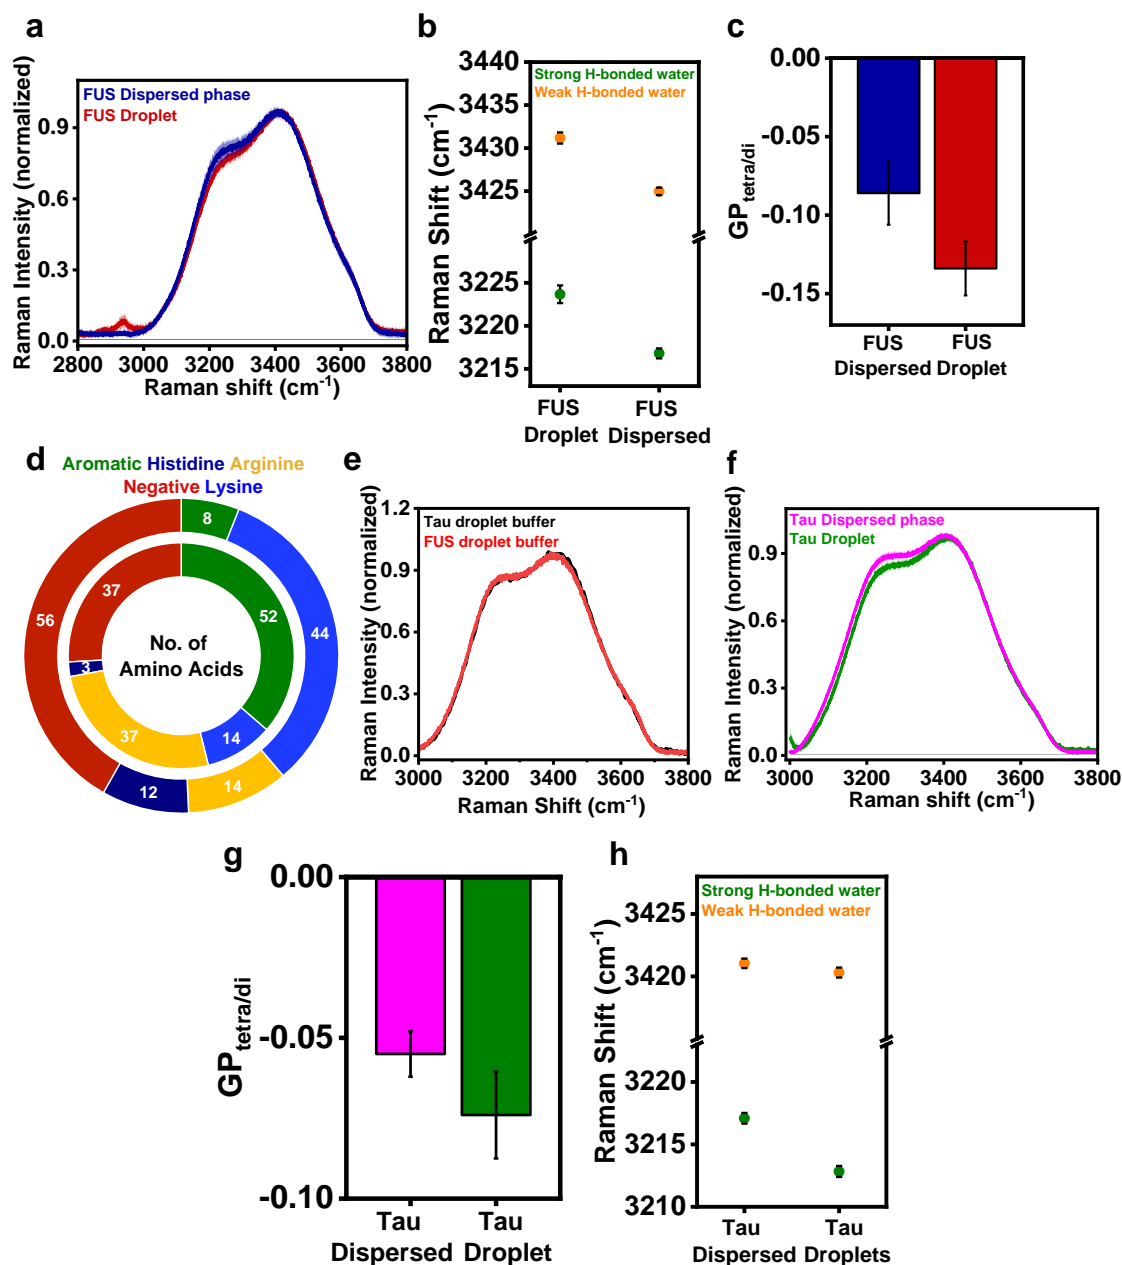 a
FUS Dispersed phase
FUS Droplet
Raman Intensity (normalized)
0.9
0.6
0.3
0.0
2800 3000 3200 3400 3600 3800
Raman shift (cm⁻¹)
b
Strong H-bonded water
Weak H-bonded water
Raman Shift (cm⁻¹)
3440
3435
3430
3425
3225
3220
3215
FUS Droplet
FUS Dispersed
c
GP tetra/di
0.00
-0.05
-0.10
-0.15
FUS FUS
Dispersed Droplet
d
Aromatic Histidine Arginine
Negative Lysine
8
44
14
12
56
52
14
37
3
37
No. of
Amino Acids
e
Tau droplet buffer
FUS droplet buffer
Raman Intensity (normalized)
1.2
0.9
0.6
0.3
0.0
3000 3200 3400 3600 3800
Raman Shift (cm⁻¹)
f
Tau Dispersed phase
Tau Droplet
Raman Intensity (normalized)
0.9
0.6
0.3
0.0
3000 3200 3400 3600 3800
Raman shift (cm⁻¹)
g
GP tetra/di
0.00
-0.05
-0.10
Tau Tau
Dispersed Droplet
h
Strong H-bonded water
Weak H-bonded water
Raman Shift (cm⁻¹)
3425
3420
3220
3215
3210
Tau Tau
Dispersed Droplets